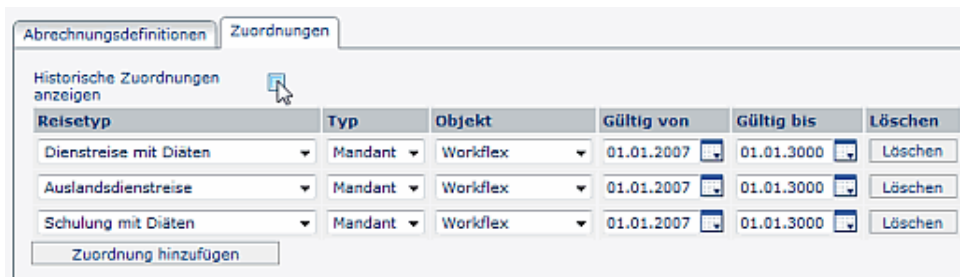 Abrechnungsdefinitionen Zuordnungen
Historische Zuordnungen
anzeigen
Reisetyp Typ Objekt Gültig von Gültig bis Löschen
Dienstreise mit Diäten Mandant Workflex 01.01.2007 01.01.3000 Löschen
Auslandsdienstreise Mandant Workflex 01.01.2007 01.01.3000 Löschen
Schulung mit Diäten Mandant Workflex 01.01.2007 01.01.3000 Löschen
Zuordnung hinzufügen